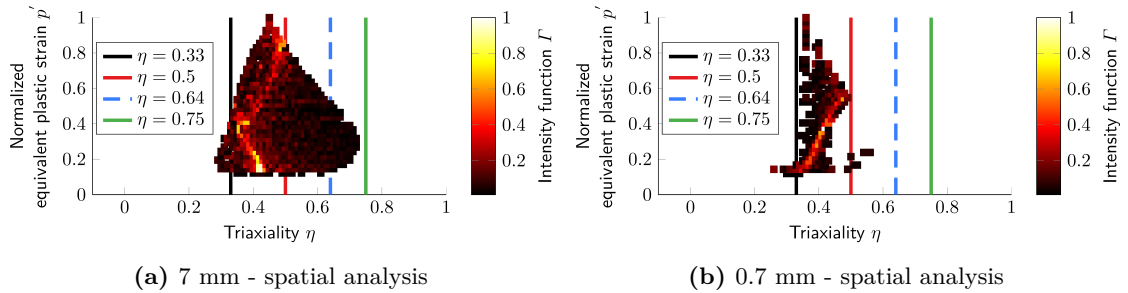 Normalized
equivalent plastic strain p′
1
0.8
0.6
0.4
0.2
0
0
0.2
0.4
0.6
0.8
1
Triaxiality η
η = 0.33
η = 0.5
η = 0.64
η = 0.75
1
0.8
0.6
0.4
0.2
Intensity function Γ
(a) 7 mm - spatial analysis
Normalized
equivalent plastic strain p′
1
0.8
0.6
0.4
0.2
0
0
0.2
0.4
0.6
0.8
1
Triaxiality η
η = 0.33
η = 0.5
η = 0.64
η = 0.75
1
0.8
0.6
0.4
0.2
Intensity function Γ
(b) 0.7 mm - spatial analysis